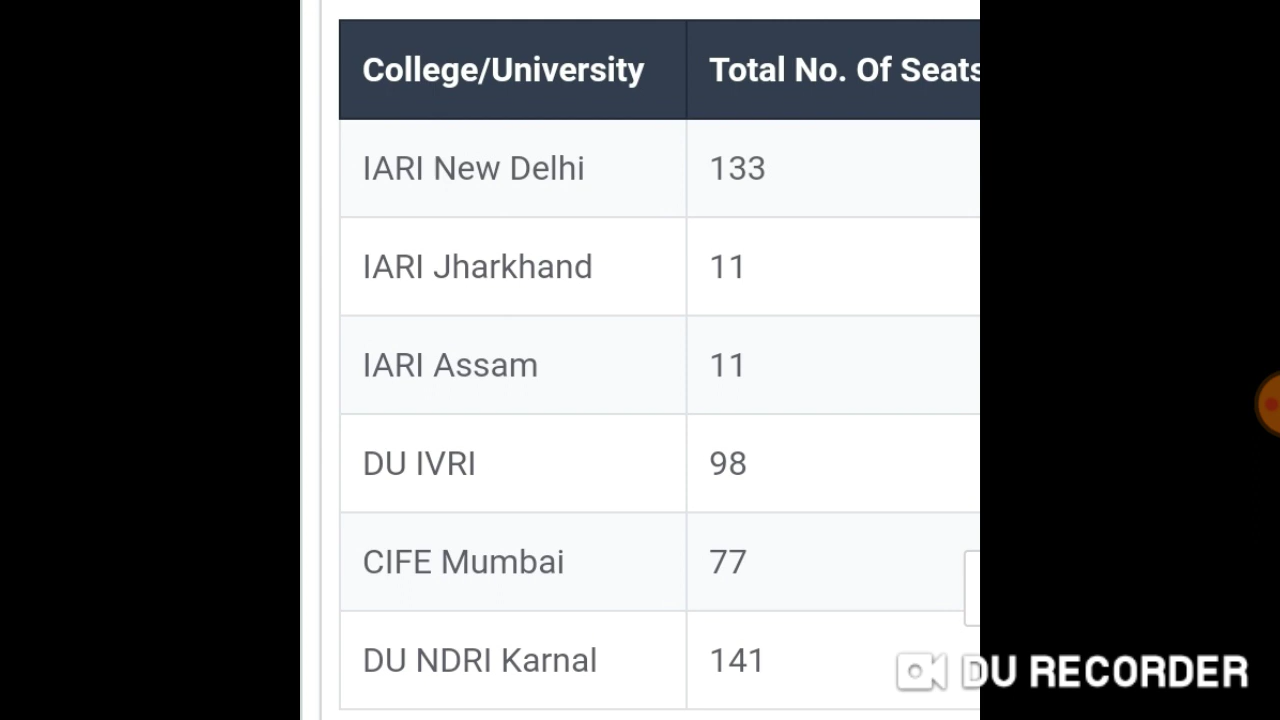 College/University Total No. Of Seats
IARI New Delhi 133
IARI Jharkhand 11
IARI Assam 11
DU IVRI 98
CIFE Mumbai 77
DU NDRI Karnal 141
DU RECORDER